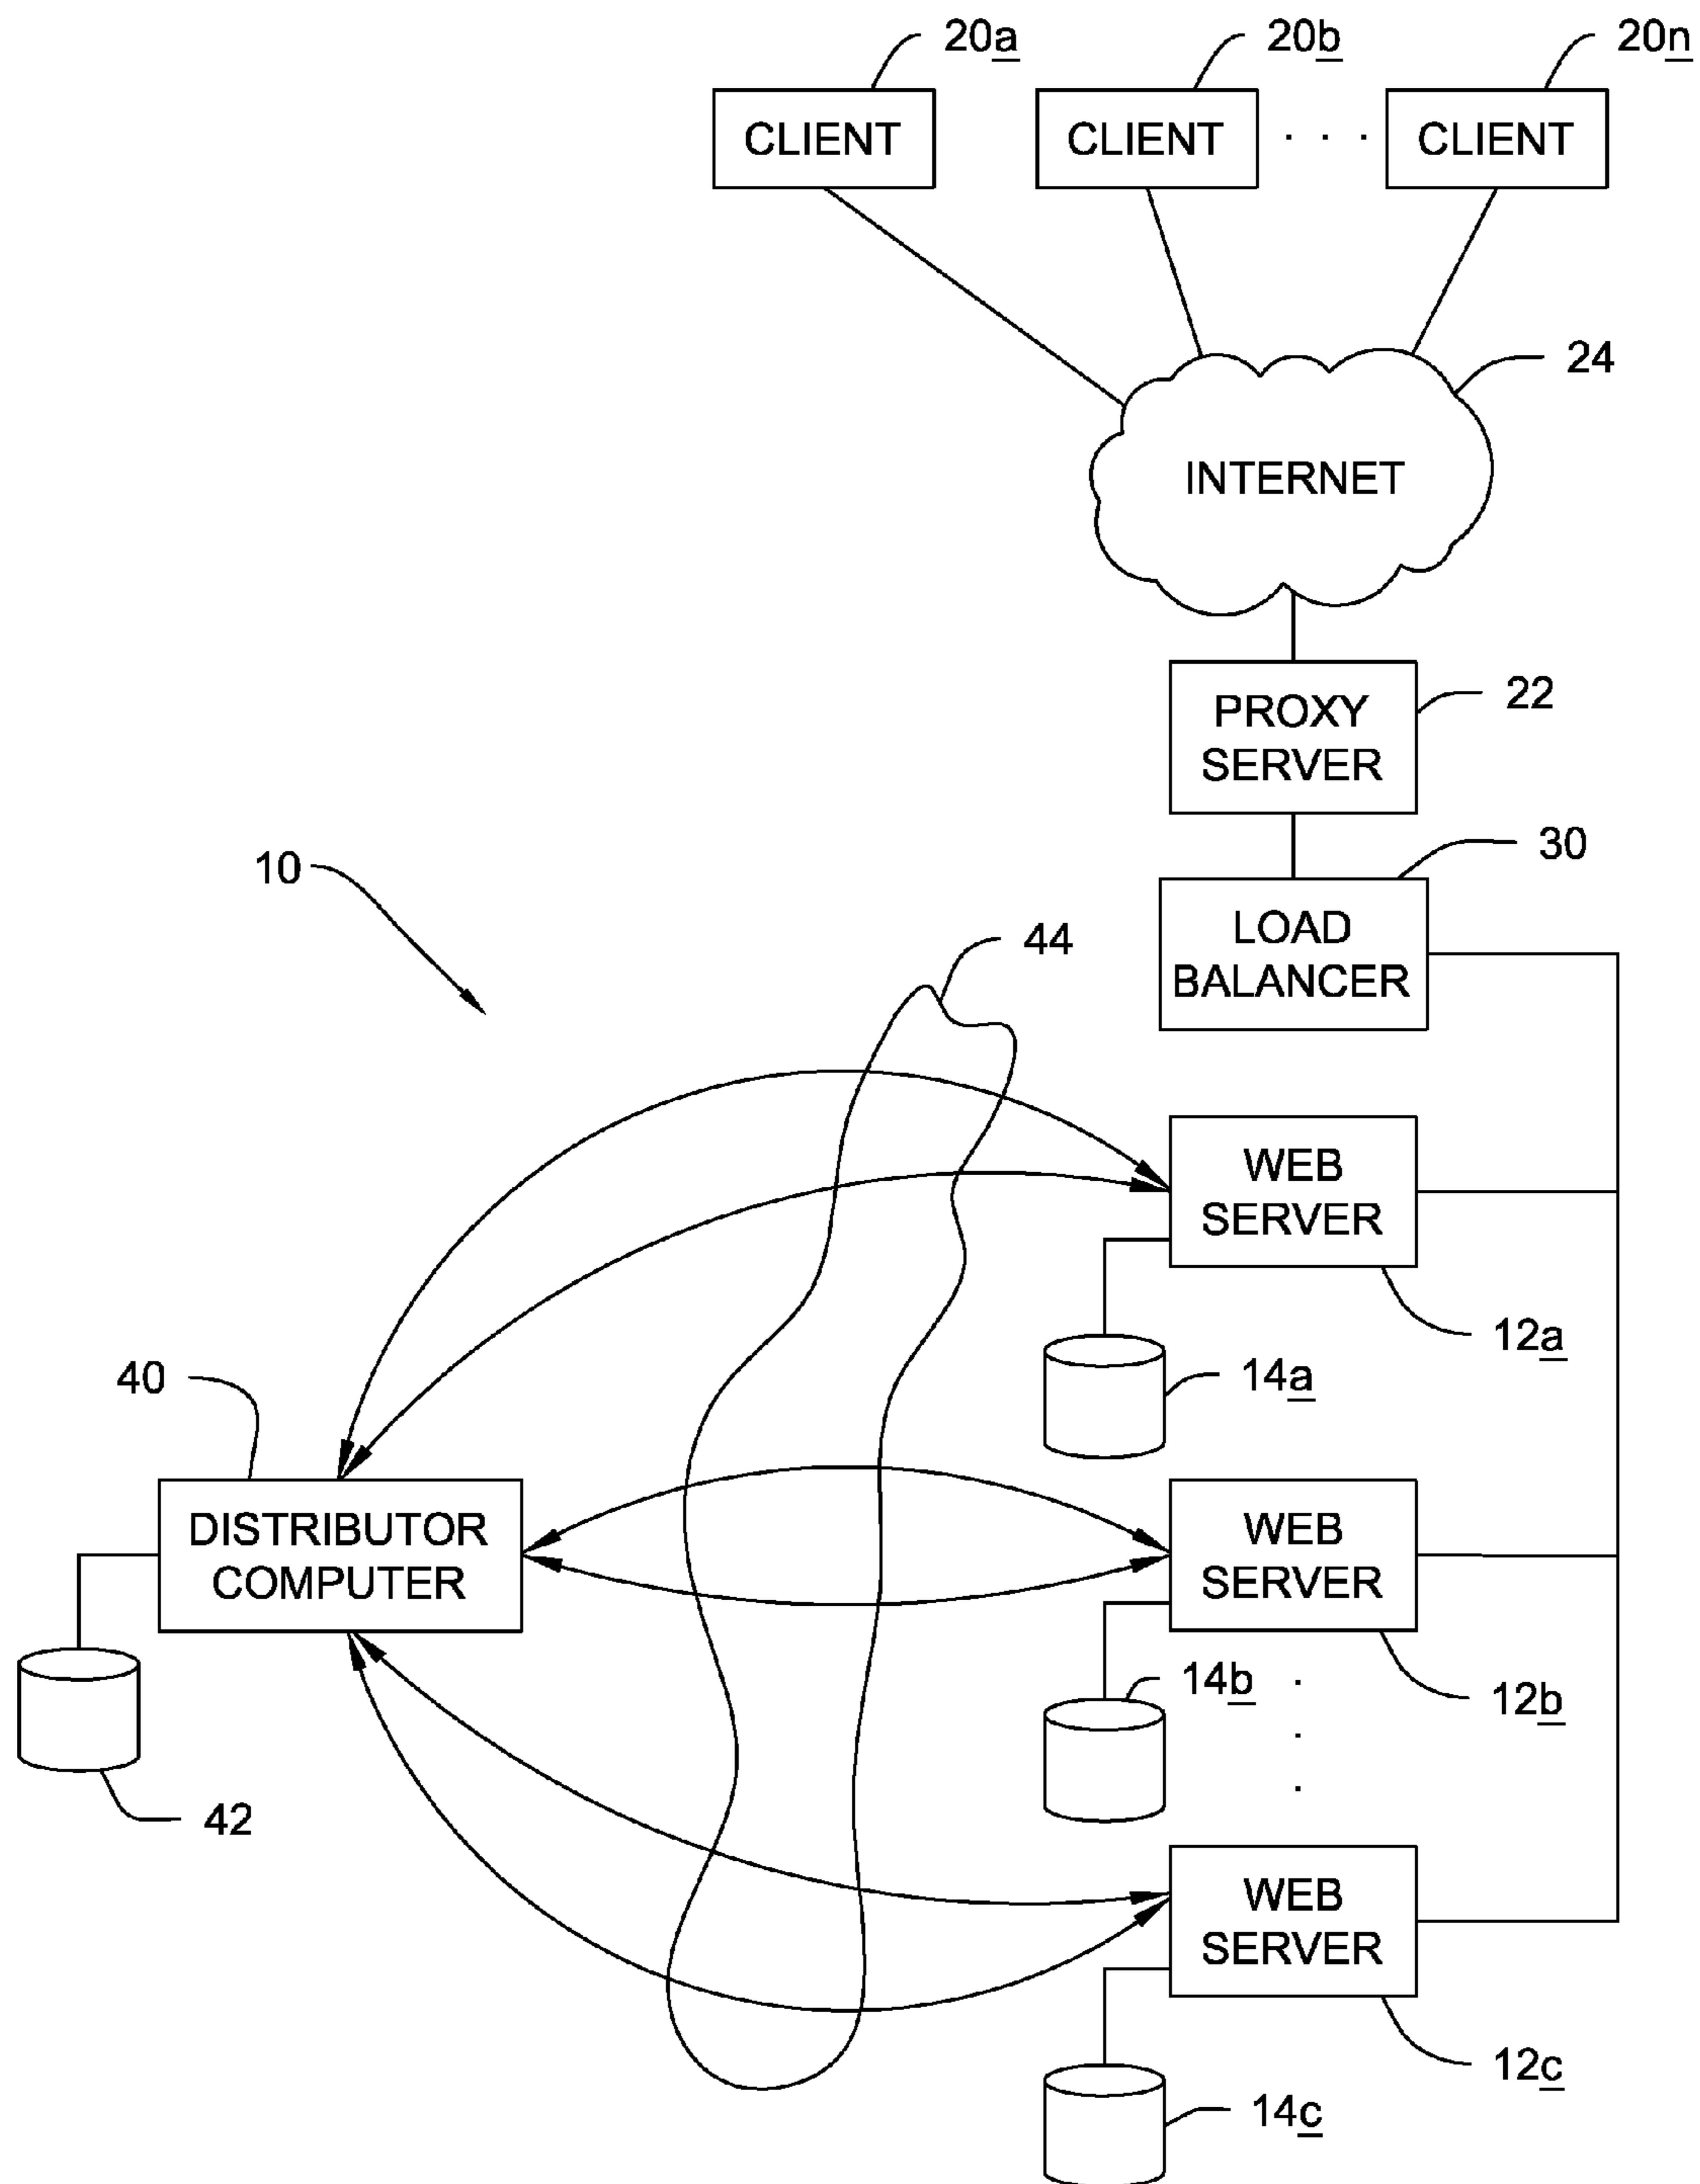 20a
20b
20n
CLIENT
CLIENT
. . .
CLIENT
24
INTERNET
22
PROXY
SERVER
30
LOAD
BALANCER
10
44
WEB
SERVER
12a
14a
40
DISTRIBUTOR
COMPUTER
WEB
SERVER
14b
12b
42
WEB
SERVER
12c
14c